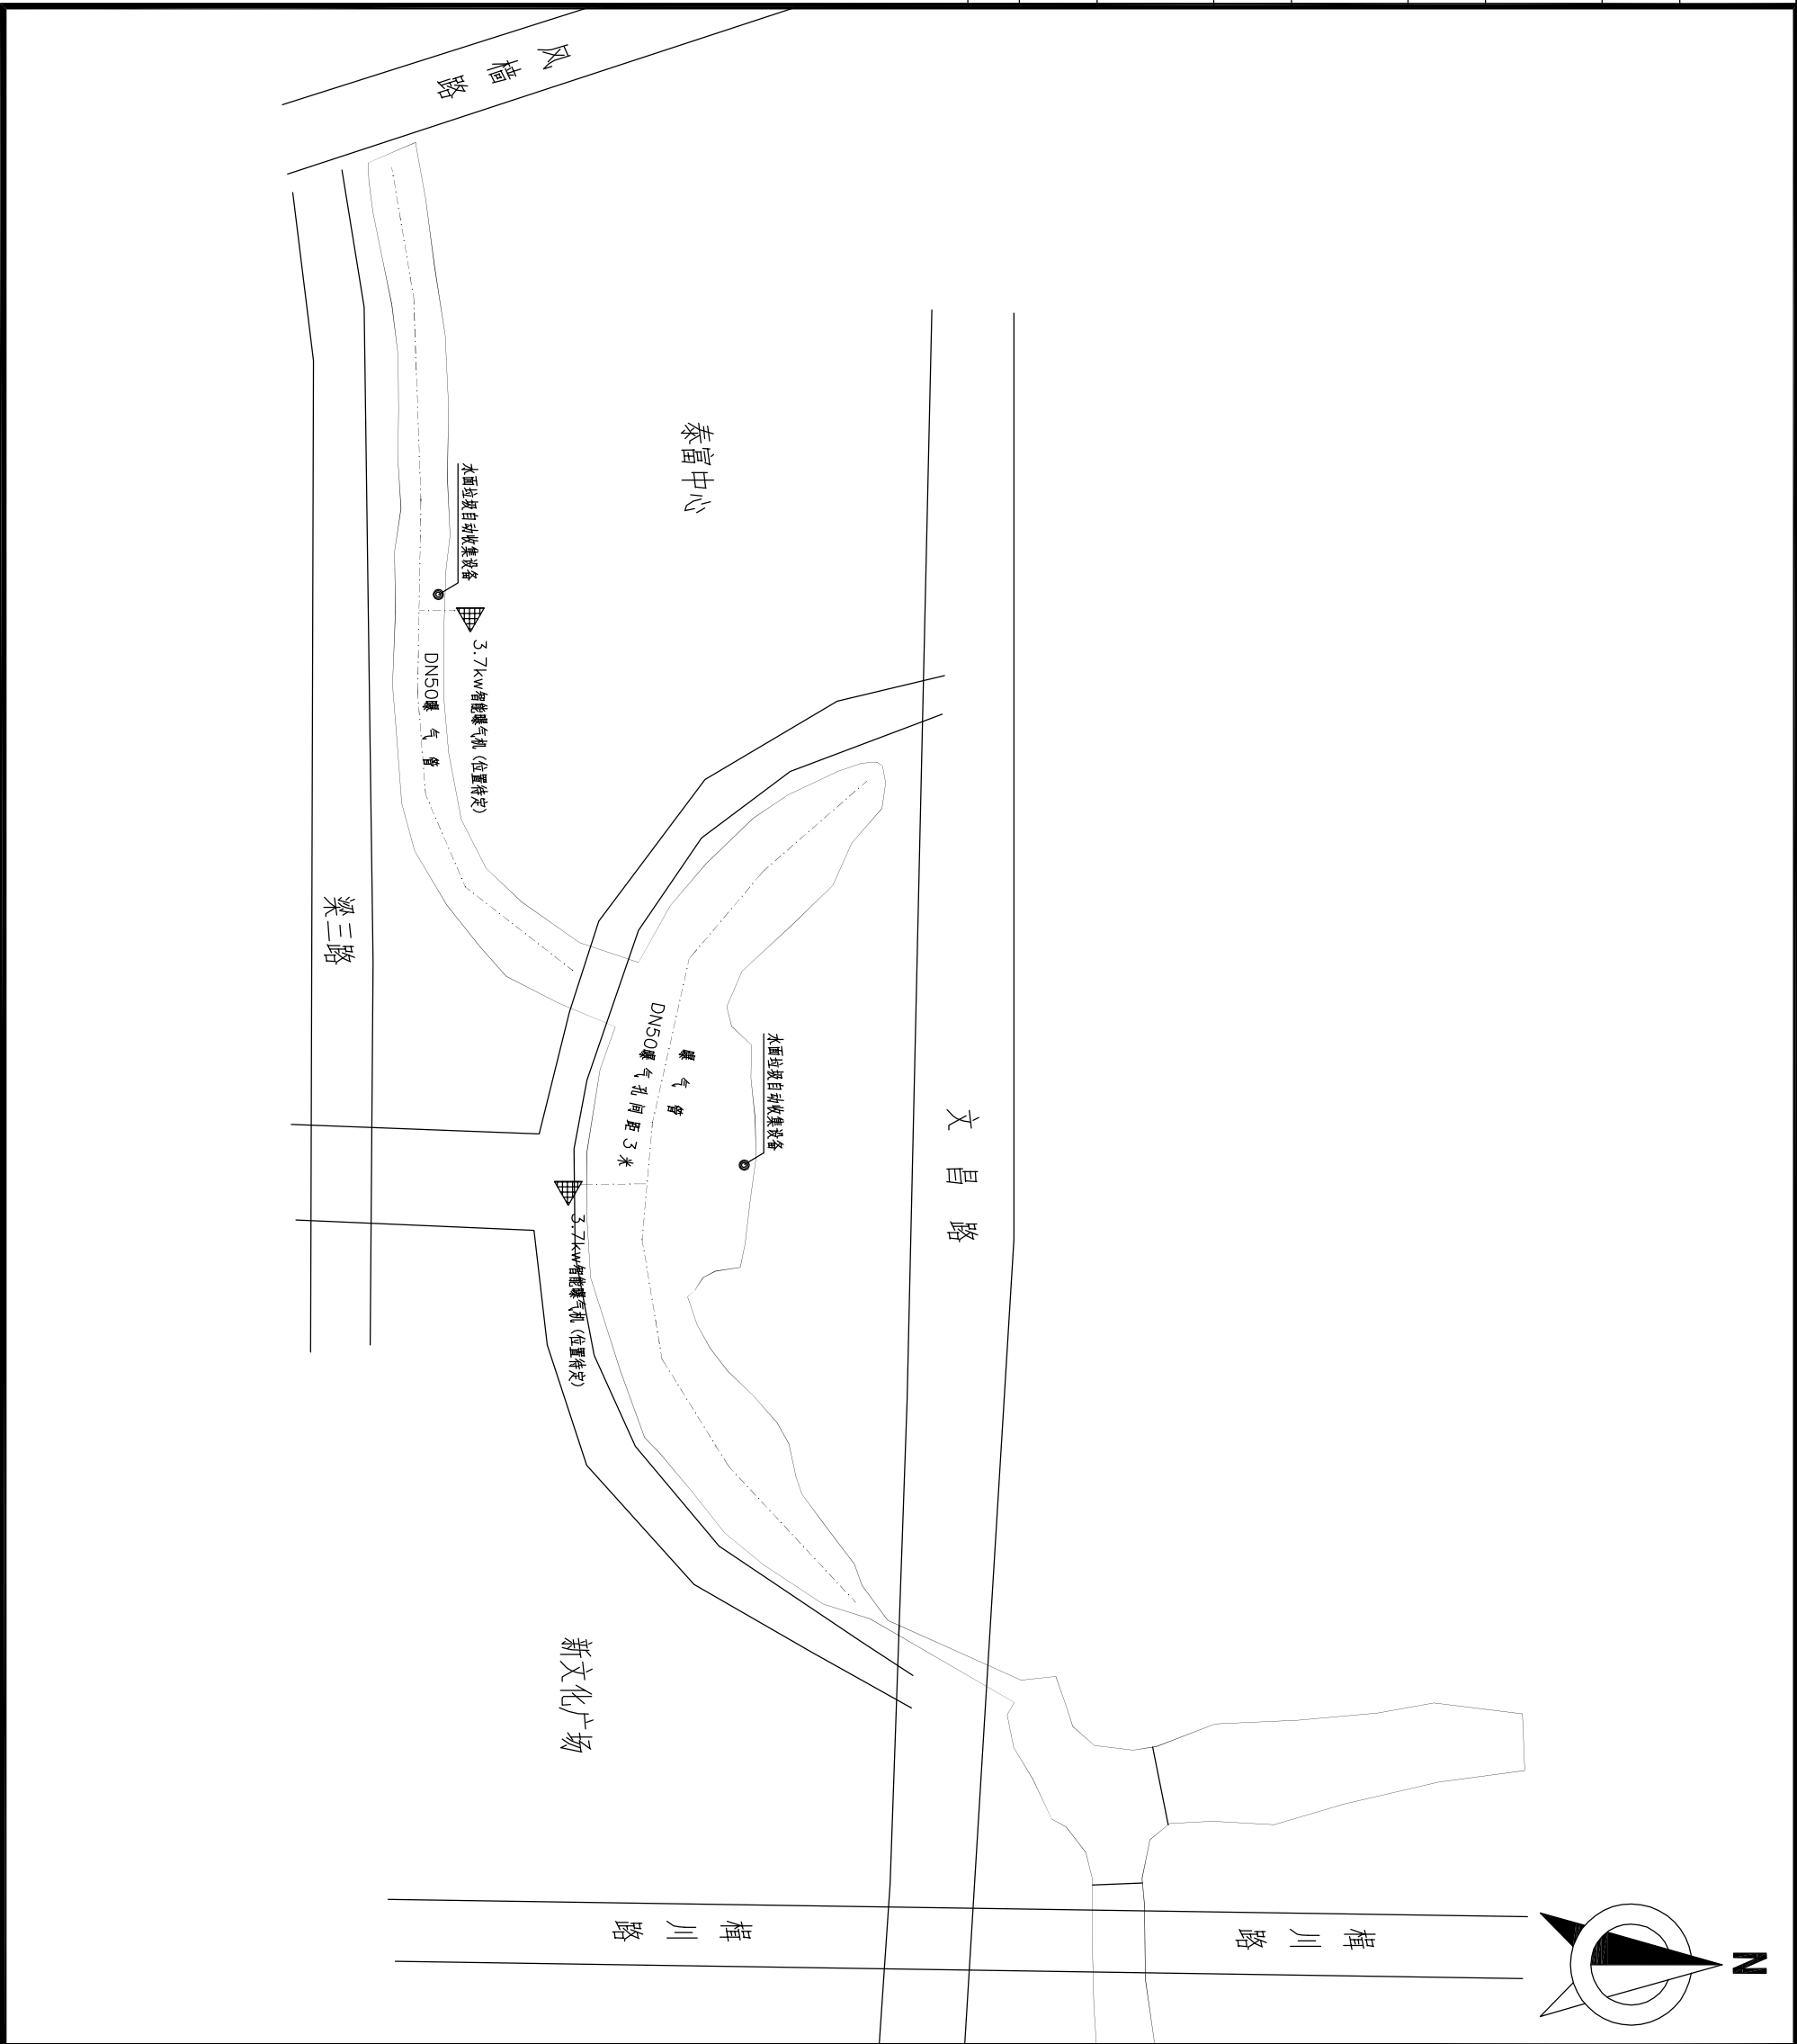 风樯路
泰富中心
水面垃圾自动收集设备
3.7kw智能曝气机(位置待定)
DN50曝气管
梁三路
DN50曝气管
曝气孔间距3米
水面垃圾自动收集设备
3.7kw智能曝气机(位置待定)
文昌路
新文化广场
楫川路
楫川路
N